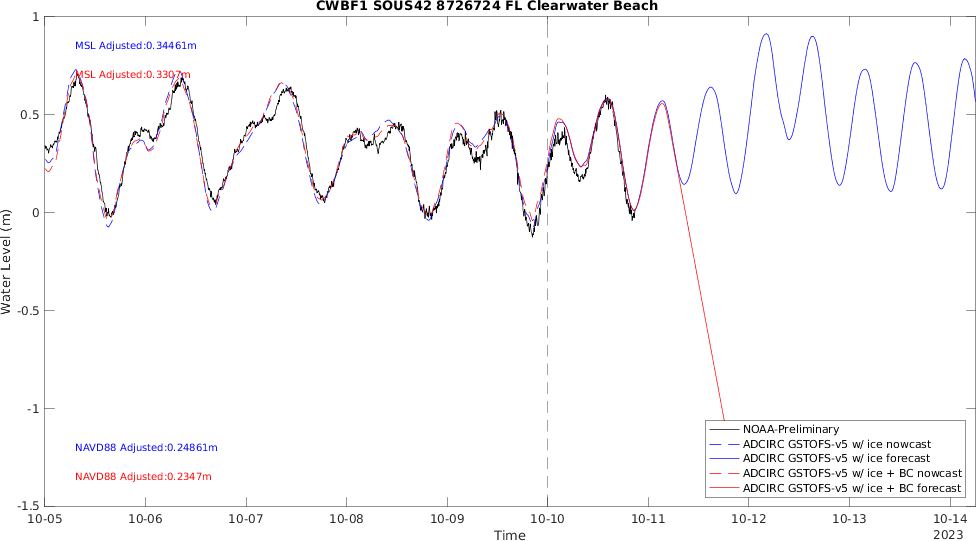 CWBF1 SOUS42 8726724 FL Clearwater Beach
MSL Adjusted:0.34461m
MSL Adjusted:0.3307m
NAVD88 Adjusted:0.24861m
NAVD88 Adjusted:0.2347m
Water Level (m)
1
0.5
0
-0.5
-1
-1.5
10-05
10-06
10-07
10-08
10-09
10-10
10-11
10-12
10-13
10-14
Time
2023
NOAA-Preliminary
ADCIRC GSTOFS-v5 w/ ice nowcast
ADCIRC GSTOFS-v5 w/ ice forecast
ADCIRC GSTOFS-v5 w/ ice + BC nowcast
ADCIRC GSTOFS-v5 w/ ice + BC forecast